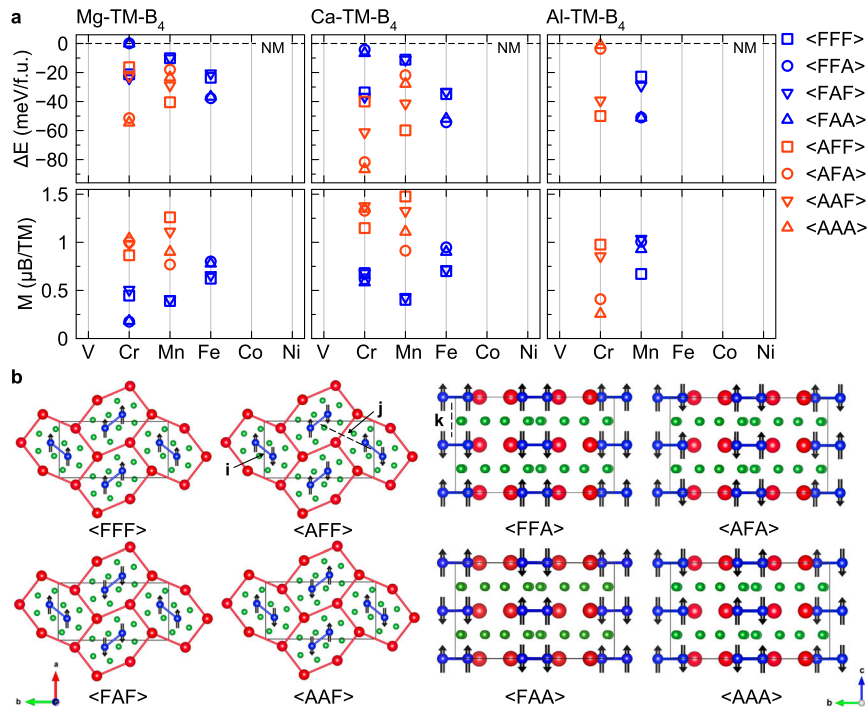 a Mg-TM-B4 Ca-TM-B4 Al-TM-B4
ΔE (meV/f.u.)
0
−20
−40
−60
−80
NM NM
<FFF>
<FFA>
<FAF>
<FAA>
<AFF>
<AFA>
<AAF>
<AAA>
M (μB/TM)
1.5
1
0.5
0
V Cr Mn Fe Co Ni
V Cr Mn Fe Co Ni
V Cr Mn Fe Co Ni
b
i j k
<FFF> <AFF> <FFA> <AFA>
<FAF> <AAF> <FAA> <AAA>
a
b
c
b